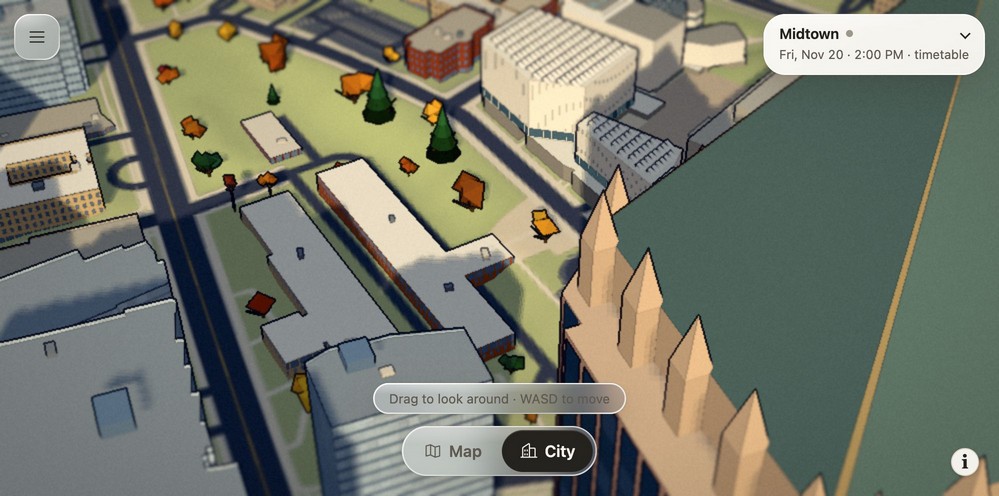 Midtown
Fri, Nov 20 · 2:00 PM · timetable
Drag to look around · WASD to move
Map
City
i